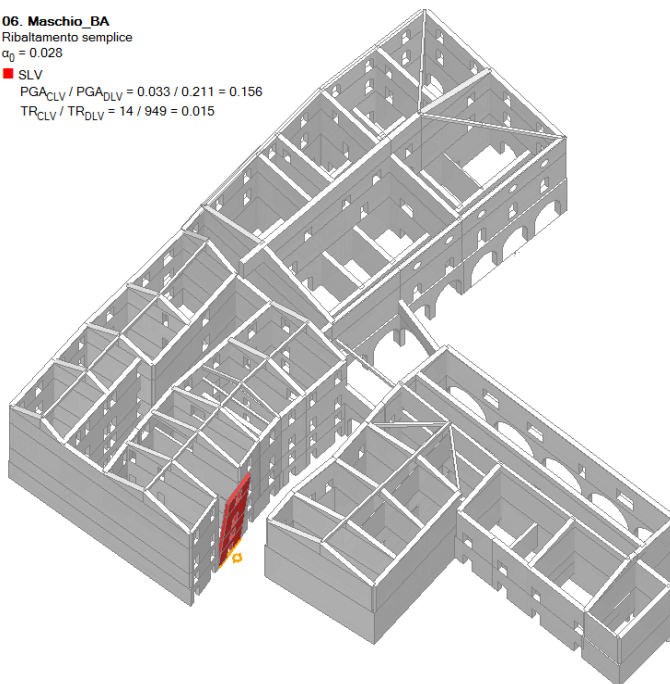 06. Maschio_BA
Ribaltamento semplice
α0 = 0.028
SLV
PGACLV / PGADLV = 0.033 / 0.211 = 0.156
TRCLV / TRDLV = 14 / 949 = 0.015